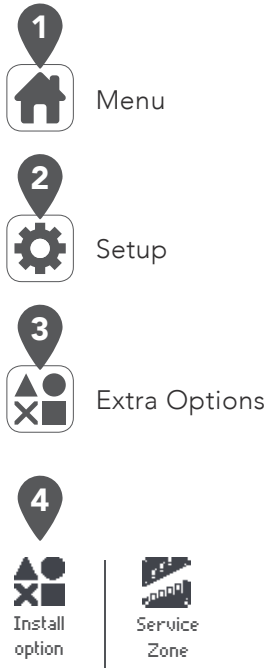 1
Menu
2
Setup
3
Extra Options
4
Install
option
Service
Zone